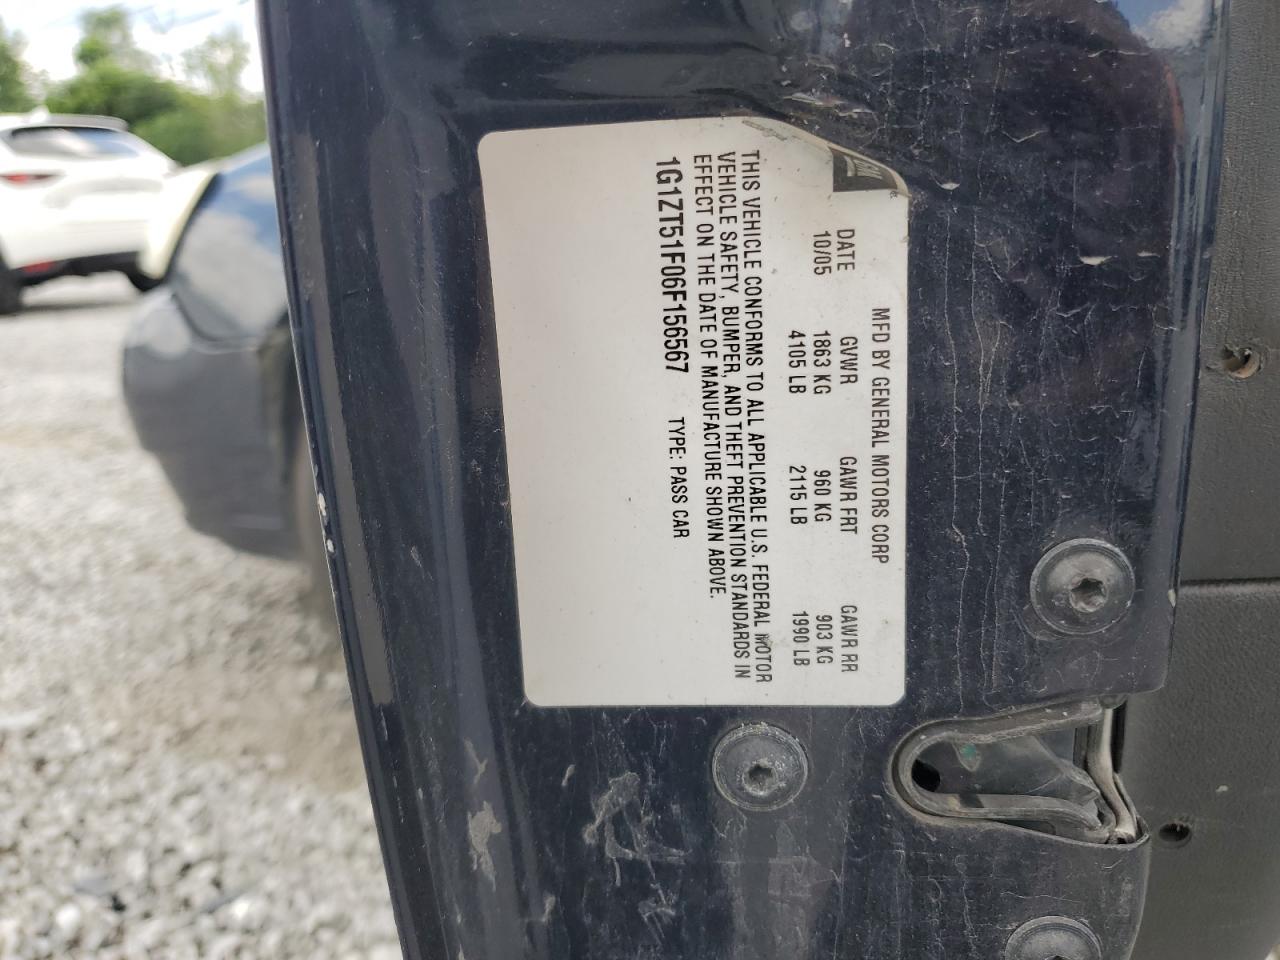 MFD BY GENERAL MOTORS CORP
DATE GVWR GAWR FRT GAWR RR
10/05 1863 KG 960 KG 903 KG
4105 LB 2115 LB 1990 LB
THIS VEHICLE CONFORMS TO ALL APPLICABLE U.S. FEDERAL MOTOR
VEHICLE SAFETY, BUMPER, AND THEFT PREVENTION STANDARDS IN
EFFECT ON THE DATE OF MANUFACTURE SHOWN ABOVE.
1G1ZT51F06F156567 TYPE: PASS CAR